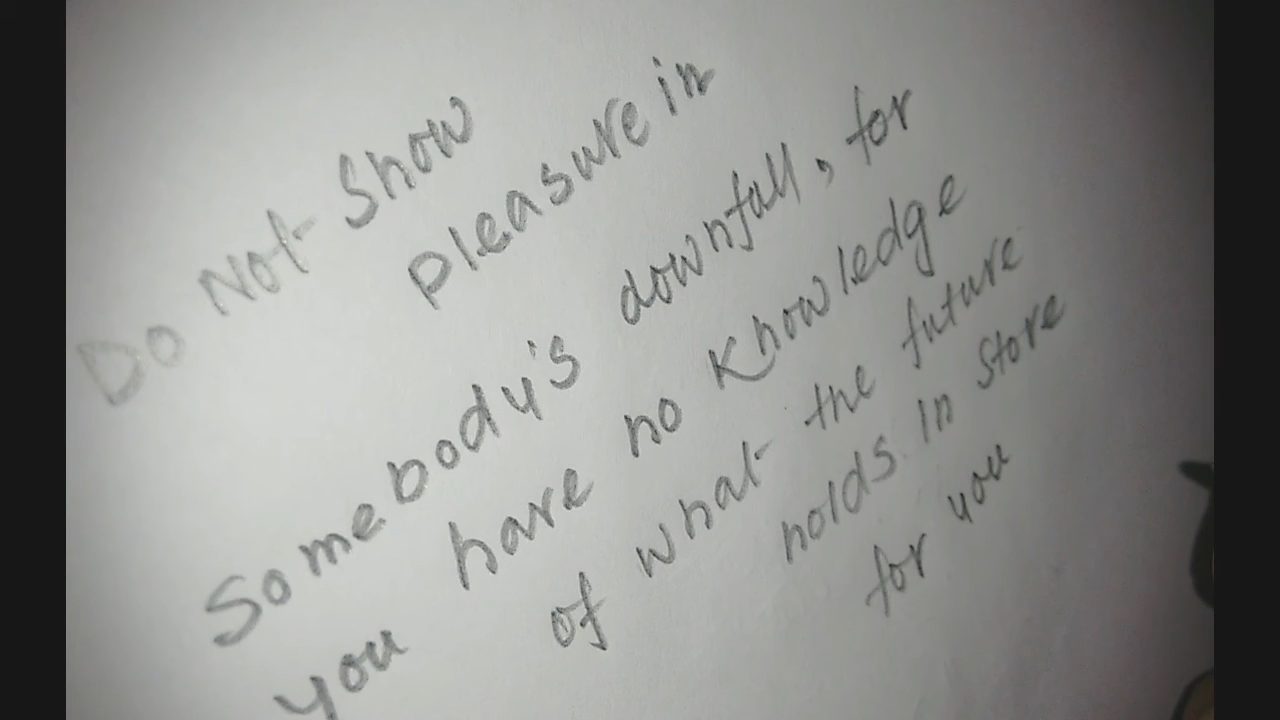 Do Not Show
pleasure in
Somebody's downfall, for
you have no Knowledge
of what the future
holds in store
for you